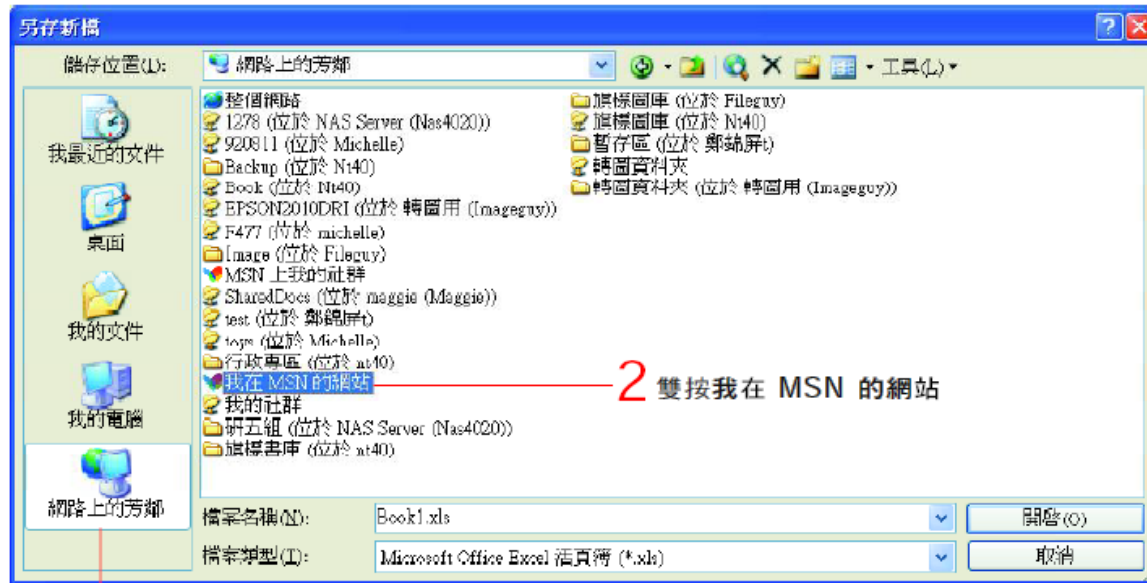 另存新檔
儲存位置(I): 網路上的芳鄰 工具(L)
我最近的文件
桌面
我的文件
我的電腦
網路上的芳鄰
整個網路
1278 (位於 NAS Server (Nas4020))
920811 (位於 Michelle)
Backup (位於 Nt40)
Book (位於 Nt40)
EPSON2010DRI (位於 轉圖用 (Imageguy))
F477 (位於 michelle)
Image (位於 Fileguy)
MSN 上我的社群
SharedDocs (位於 maggie (Maggie))
test (位於 鄭錦屏t)
toys (位於 Michelle)
行政專區 (位於 nt40)
我在 MSN 的網站
我的社群
研五組 (位於 NAS Server (Nas4020))
旗標書庫 (位於 nt40)
旗標圖庫 (位於 Fileguy)
旗標圖庫 (位於 Nt40)
暫存區 (位於 鄭錦屏t)
轉圖資料夾
轉圖資料夾 (位於 轉圖用 (Imageguy))
2 雙按我在 MSN 的網站
檔案名稱(N): Book1.xls 開啟(O)
檔案類型(T): Microsoft Office Excel 活頁簿 (*.xls) 取消